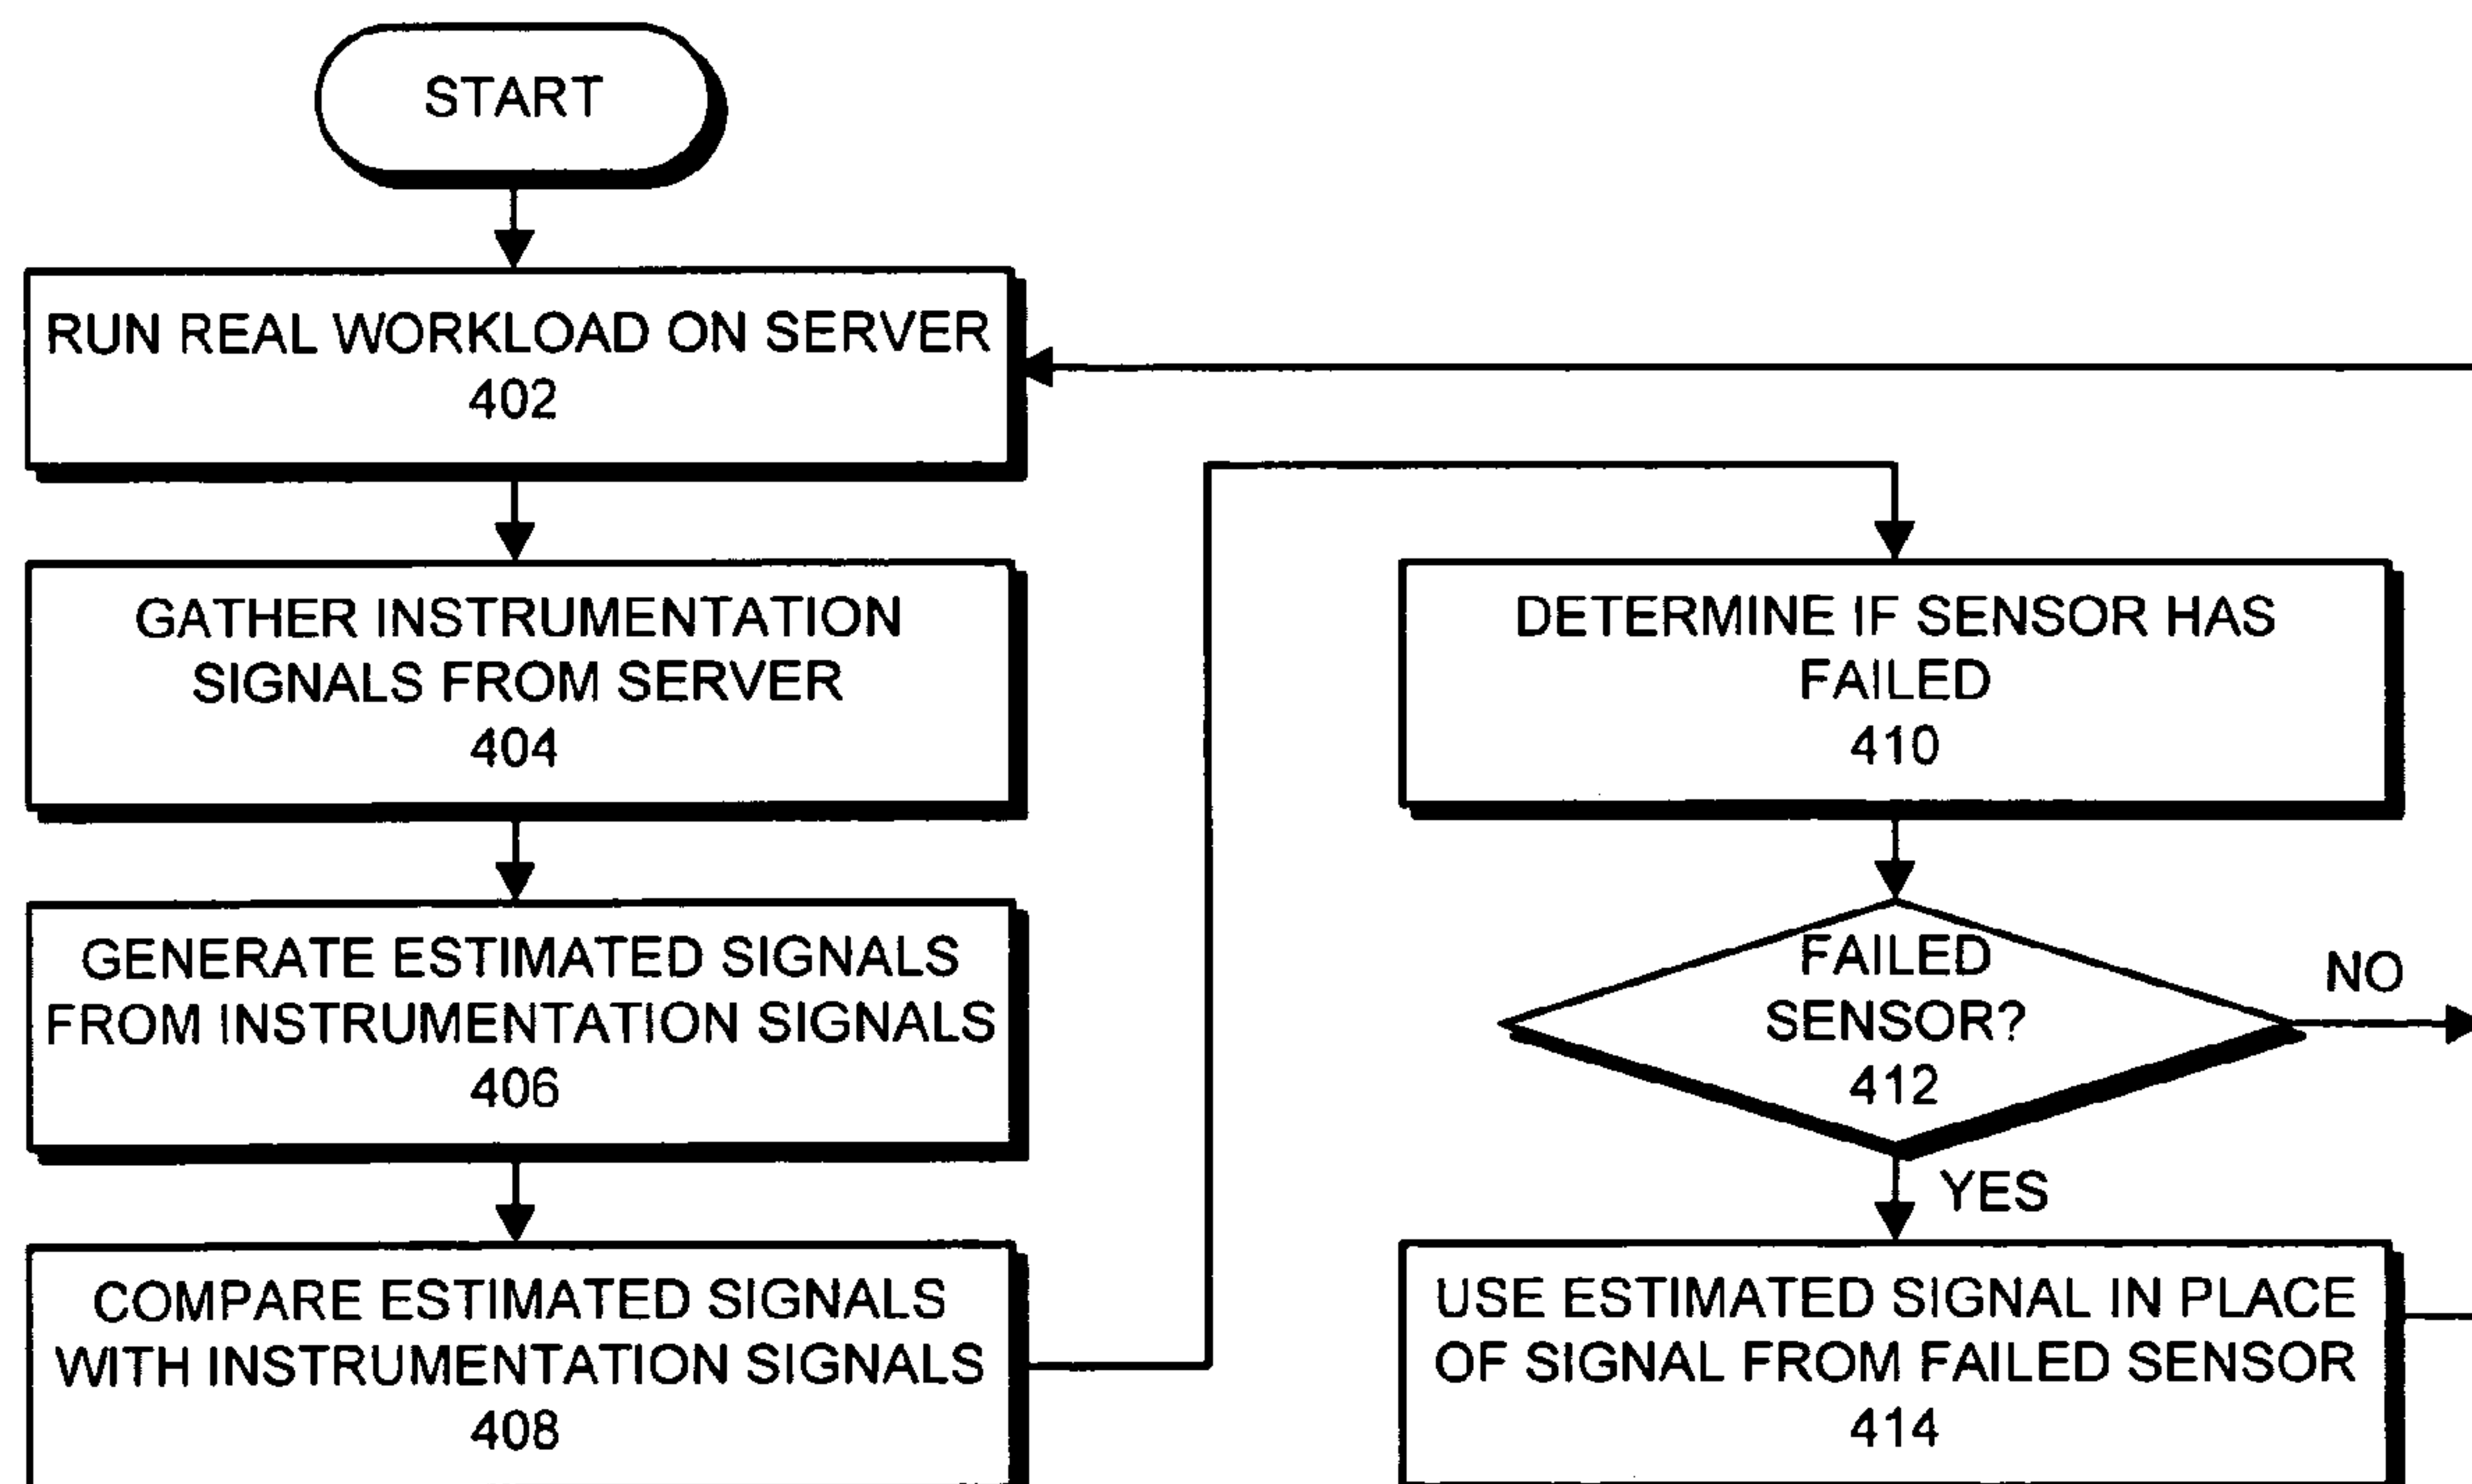 START
RUN REAL WORKLOAD ON SERVER
402
GATHER INSTRUMENTATION
SIGNALS FROM SERVER
404
GENERATE ESTIMATED SIGNALS
FROM INSTRUMENTATION SIGNALS
406
COMPARE ESTIMATED SIGNALS
WITH INSTRUMENTATION SIGNALS
408
DETERMINE IF SENSOR HAS
FAILED
410
FAILED
SENSOR?
412
NO
YES
USE ESTIMATED SIGNAL IN PLACE
OF SIGNAL FROM FAILED SENSOR
414